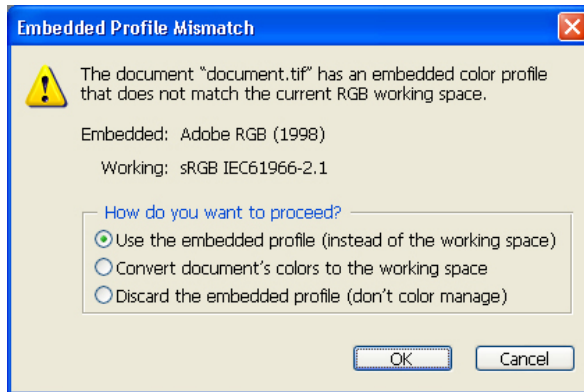 Embedded Profile Mismatch
The document “document.tif” has an embedded color profile
that does not match the current RGB working space.
Embedded: Adobe RGB (1998)
Working: sRGB IEC61966-2.1
How do you want to proceed?
Use the embedded profile (instead of the working space)
Convert document's colors to the working space
Discard the embedded profile (don't color manage)
OK Cancel